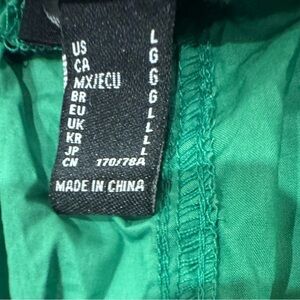 US L
CA G
MX/ECU G
BR G
EU L
UK L
KR L
JP L
CN 170/78A
MADE IN CHINA